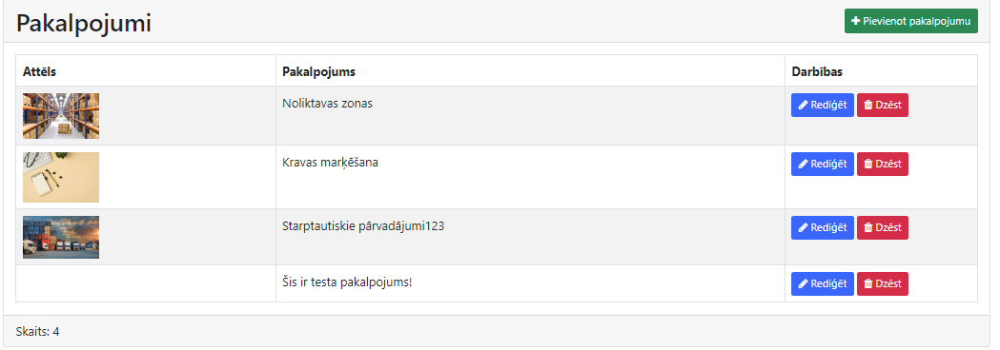 Pakalpojumi
Pievienot pakalpojumu
Attēls Pakalpojums Darbības
Noliktavas zonas Rediģēt Dzēst
Kravas marķēšana Rediģēt Dzēst
Starptautiskie pārvadājumi123 Rediģēt Dzēst
Šis ir testa pakalpojums! Rediģēt Dzēst
Skaits: 4